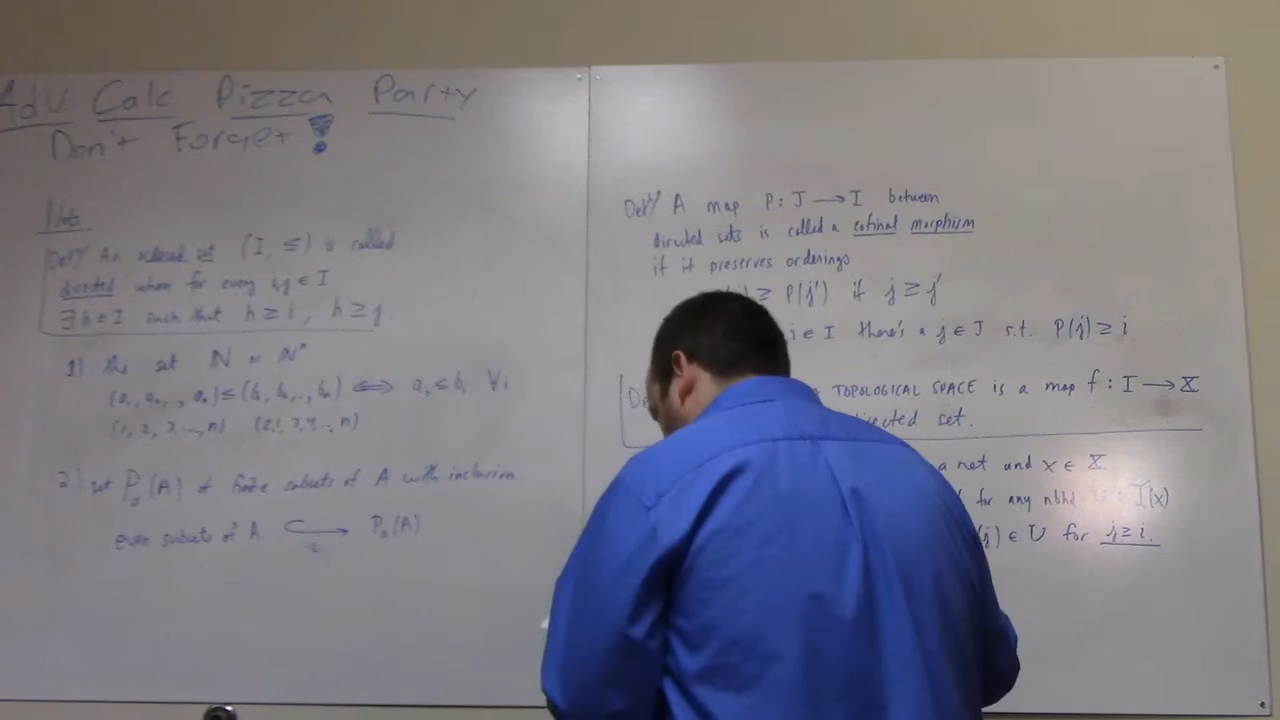 Adv Calc Pizza Party
Don't Forget!
Nets
Def'n An ordered set (I, ≤) is called
directed when for every i,j ∈ I
∃ h ∈ I such that h ≥ i, h ≥ j
1) the set ℕ or ℕⁿ
(a₁, a₂, .., aₙ) ≤ (b₁, b₂, .., bₙ) ⟺ aᵢ ≤ bᵢ ∀i
(1, 2, 3, .., n) (2, 1, 3, 4, .., n)
2) set P₀(A) of finite subsets of A with inclusion
even subsets of A ↪ P₀(A)
Def'n A map P: J → I between
directed sets is called a cofinal morphism
if it preserves orderings
≥ P(j') if j ≥ j'
i ∈ I there's a j ∈ J s.t. P(j) ≥ i
TOPOLOGICAL SPACE is a map f: I → X
directed set.
a net and x ∈ X
for any nbhd
(j) ∈ U for j ≥ i.